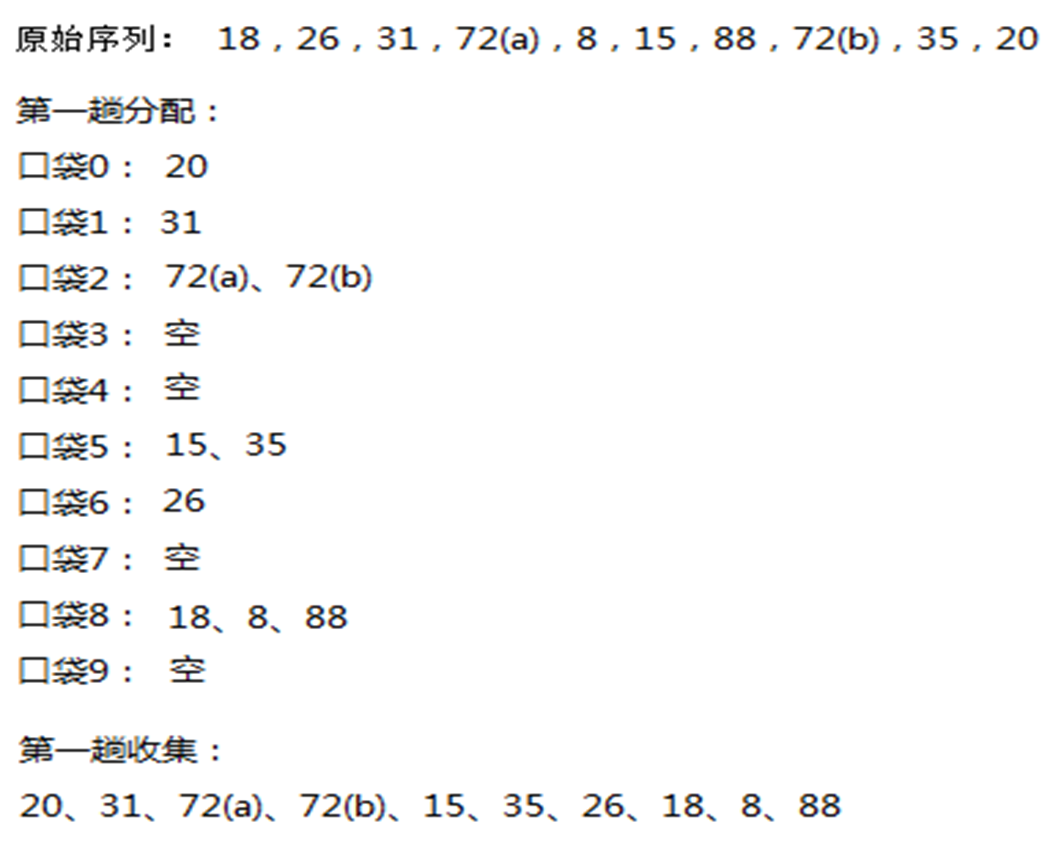 原始序列： 18，26，31，72(a)，8，15，88，72(b)，35，20
第一趟分配：
口袋0： 20
口袋1： 31
口袋2： 72(a)、72(b)
口袋3： 空
口袋4： 空
口袋5： 15、35
口袋6： 26
口袋7： 空
口袋8： 18、8、88
口袋9： 空
第一趟收集：
20、31、72(a)、72(b)、15、35、26、18、8、88